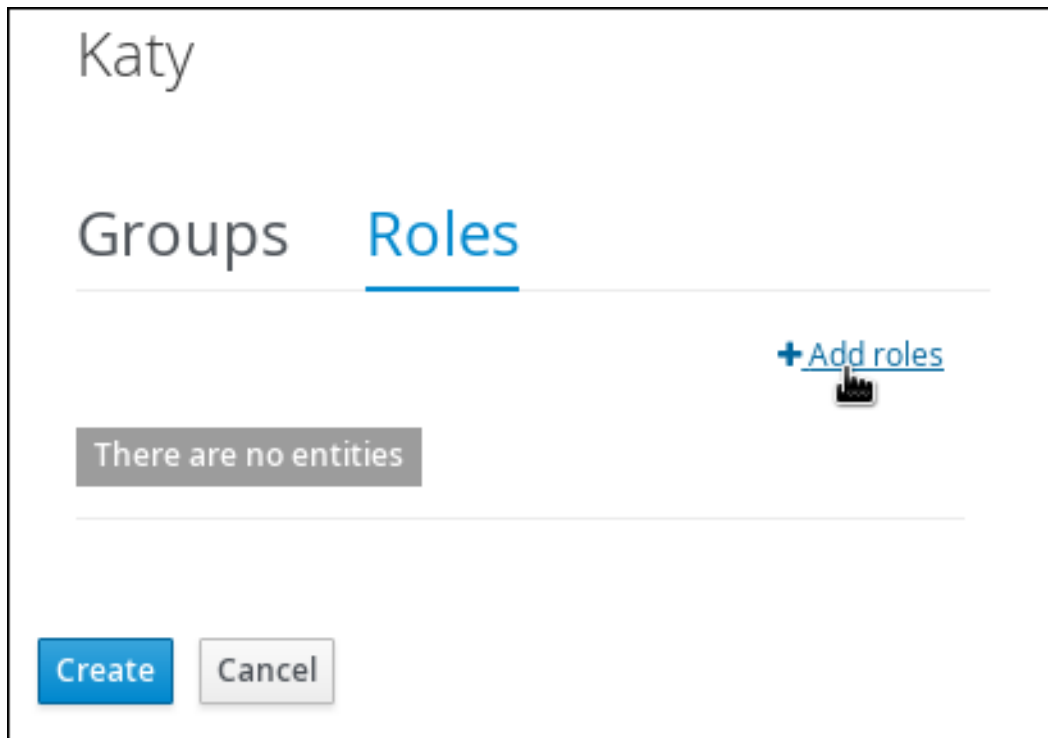 Katy
Groups Roles
Add roles
There are no entities
Create Cancel